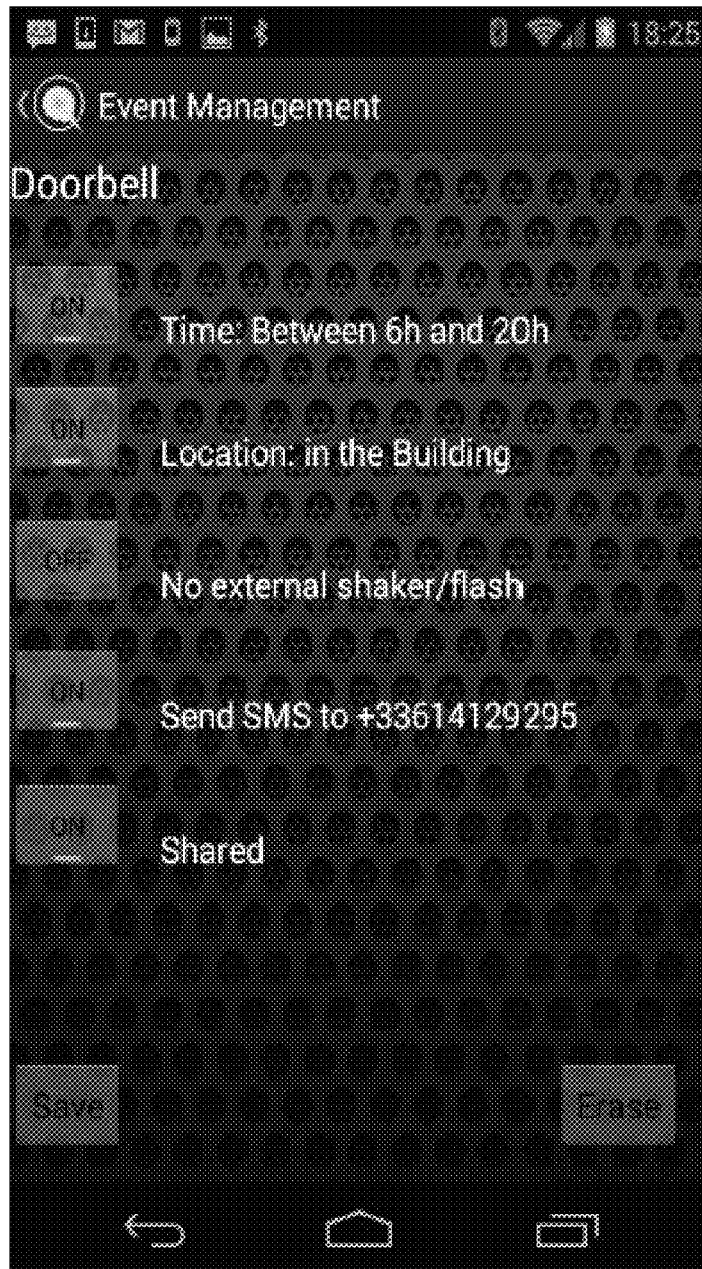 18:25
Event Management
Doorbell
ON
Time: Between 6h and 20h
ON
Location: in the Building
OFF
No external shaker/flash
ON
Send SMS to +33614129295
ON
Shared
Save Erase